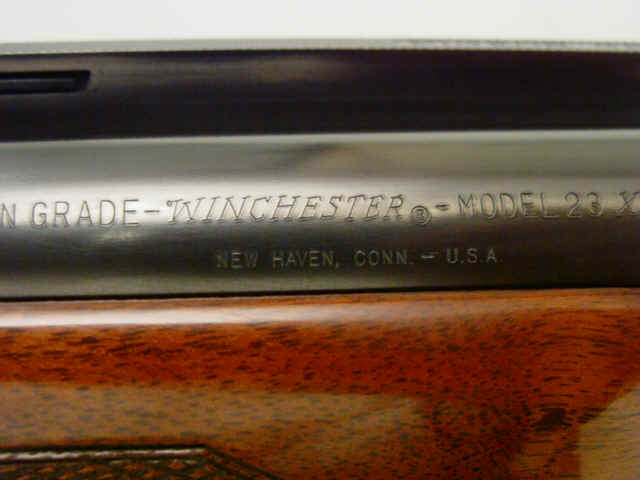 N GRADE-WINCHESTER®-MODEL 23 X
NEW HAVEN, CONN. - U.S.A.